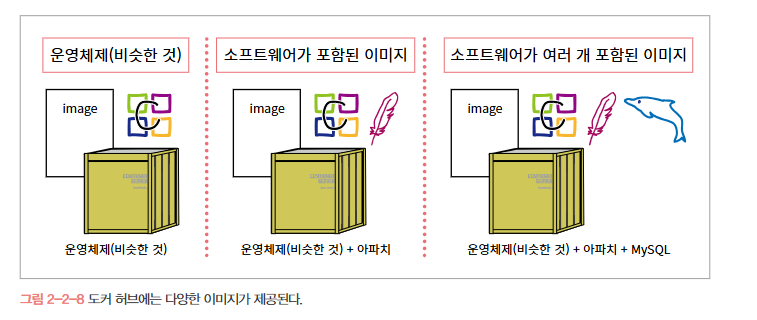 운영체제(비슷한 것)
소프트웨어가 포함된 이미지
소프트웨어가 여러 개 포함된 이미지
image
image
image
운영체제(비슷한 것)
운영체제(비슷한 것) + 아파치
운영체제(비슷한 것) + 아파치 + MySQL
그림 2-2-8 도커 허브에는 다양한 이미지가 제공된다.